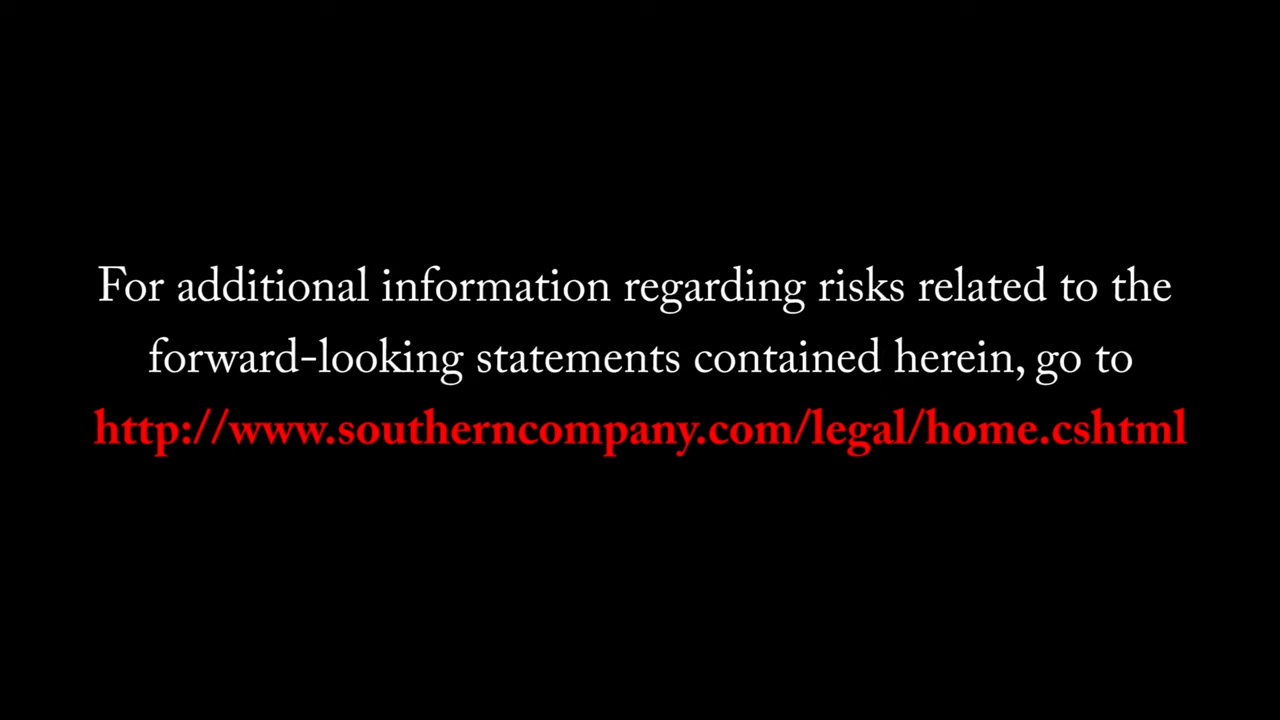 For additional information regarding risks related to the
forward-looking statements contained herein, go to
http://www.southerncompany.com/legal/home.cshtml